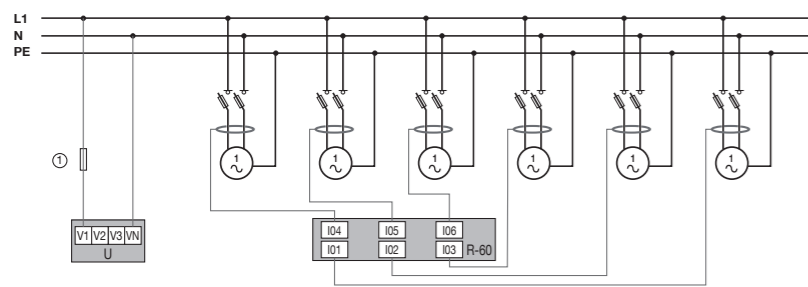 L1
N
PE
①
1 1 1 1 1 1
V1 V2 V3 VN
U
I04 I05 I06
I01 I02 I03 R-60